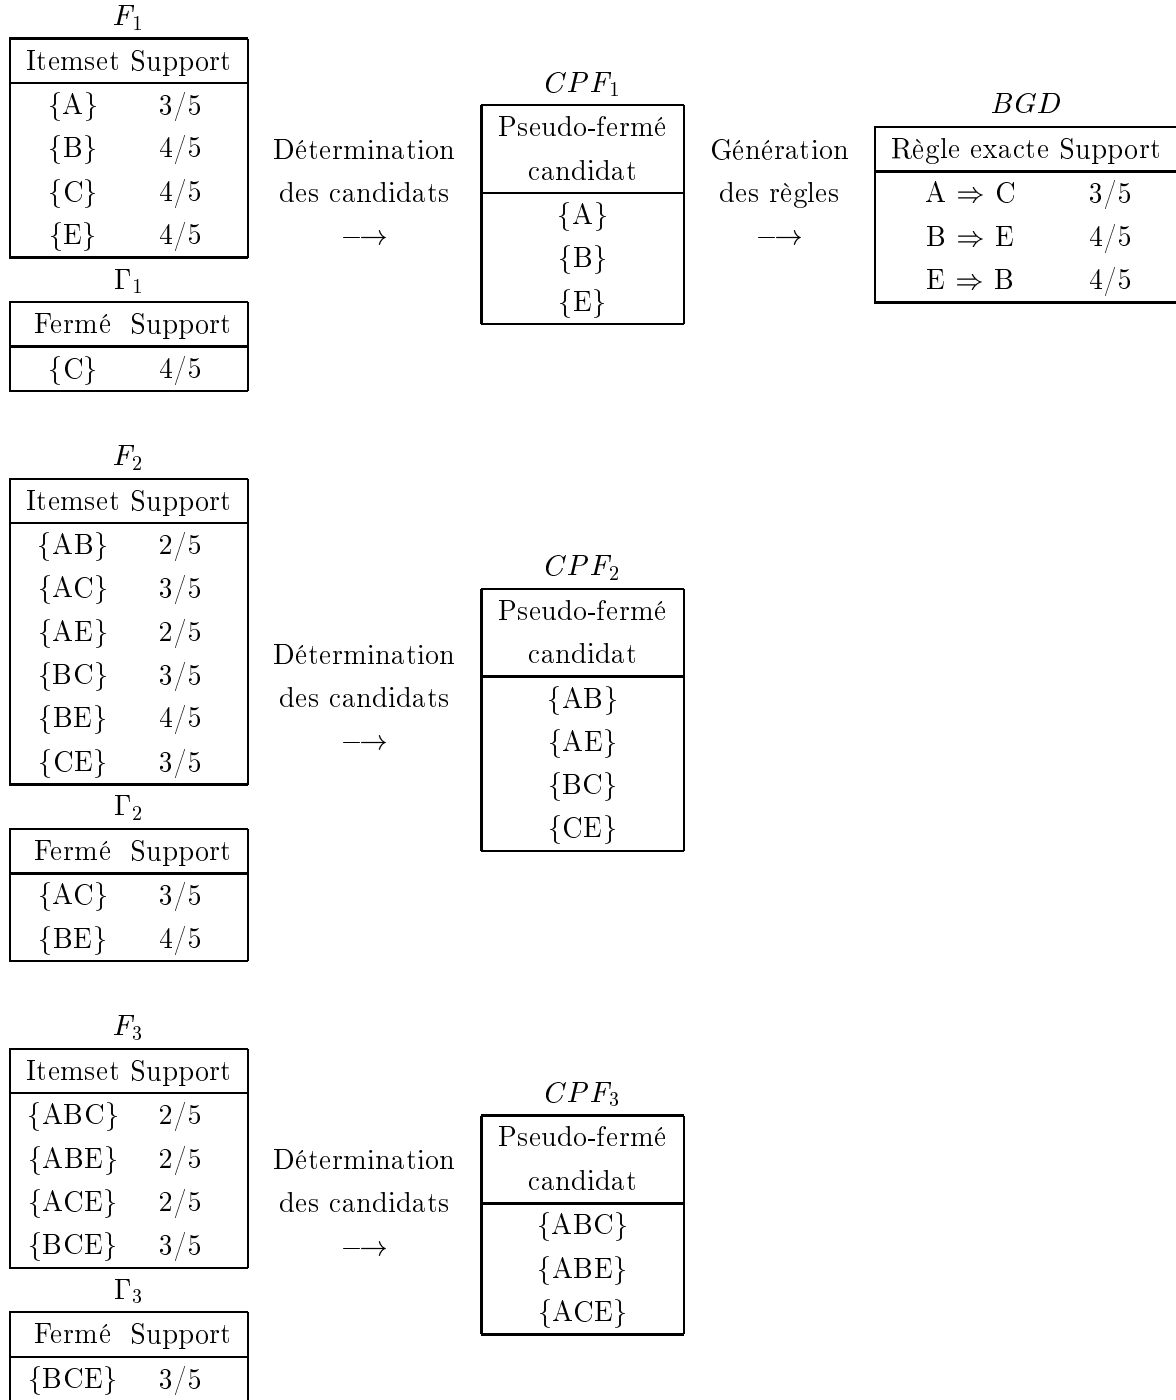 F₁
Itemset Support
{A} 3/5
{B} 4/5
{C} 4/5
{E} 4/5
Γ₁
Fermé Support
{C} 4/5
Détermination
des candidats
⟶
CPF₁
Pseudo-fermé
candidat
{A}
{B}
{E}
Génération
des règles
⟶
BGD
Règle exacte Support
A ⇒ C 3/5
B ⇒ E 4/5
E ⇒ B 4/5
F₂
Itemset Support
{AB} 2/5
{AC} 3/5
{AE} 2/5
{BC} 3/5
{BE} 4/5
{CE} 3/5
Γ₂
Fermé Support
{AC} 3/5
{BE} 4/5
Détermination
des candidats
⟶
CPF₂
Pseudo-fermé
candidat
{AB}
{AE}
{BC}
{CE}
F₃
Itemset Support
{ABC} 2/5
{ABE} 2/5
{ACE} 2/5
{BCE} 3/5
Γ₃
Fermé Support
{BCE} 3/5
Détermination
des candidats
⟶
CPF₃
Pseudo-fermé
candidat
{ABC}
{ABE}
{ACE}